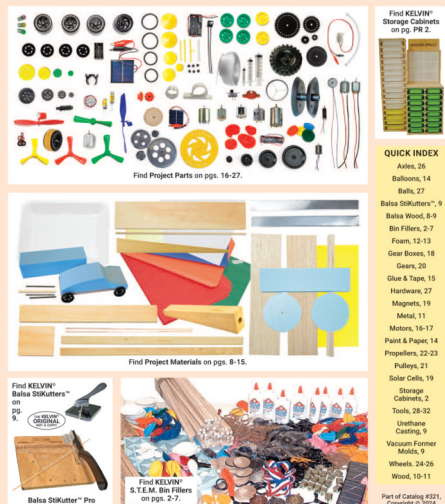 Find KELVIN®
Storage Cabinets
on pg. PR 2.
Find Project Parts on pgs. 16-27.
QUICK INDEX
Axles, 26
Balloons, 14
Balls, 27
Balsa StiKutters™, 9
Balsa Wood, 8-9
Bin Fillers, 2-7
Foam, 12-13
Gear Boxes, 18
Gears, 20
Glue & Tape, 15
Hardware, 27
Magnets, 19
Metal, 11
Motors, 16-17
Paint & Paper, 14
Propellers, 22-23
Pulleys, 21
Solar Cells, 19
Storage
Cabinets, 2
Tools, 28-32
Urethane
Casting, 9
Vacuum Former
Molds, 9
Wheels. 24-26
Wood, 10-11
Part of Catalog #321.
Copyright © 2024
Find Project Materials on pgs. 8-15.
Find KELVIN®
Balsa StiKutters™
on
pg.
9.
THE KELVIN®
ORIGINAL
Balsa StiKutter™ Pro
Find KELVIN®
S.T.E.M. Bin Fillers
on pgs. 2-7.